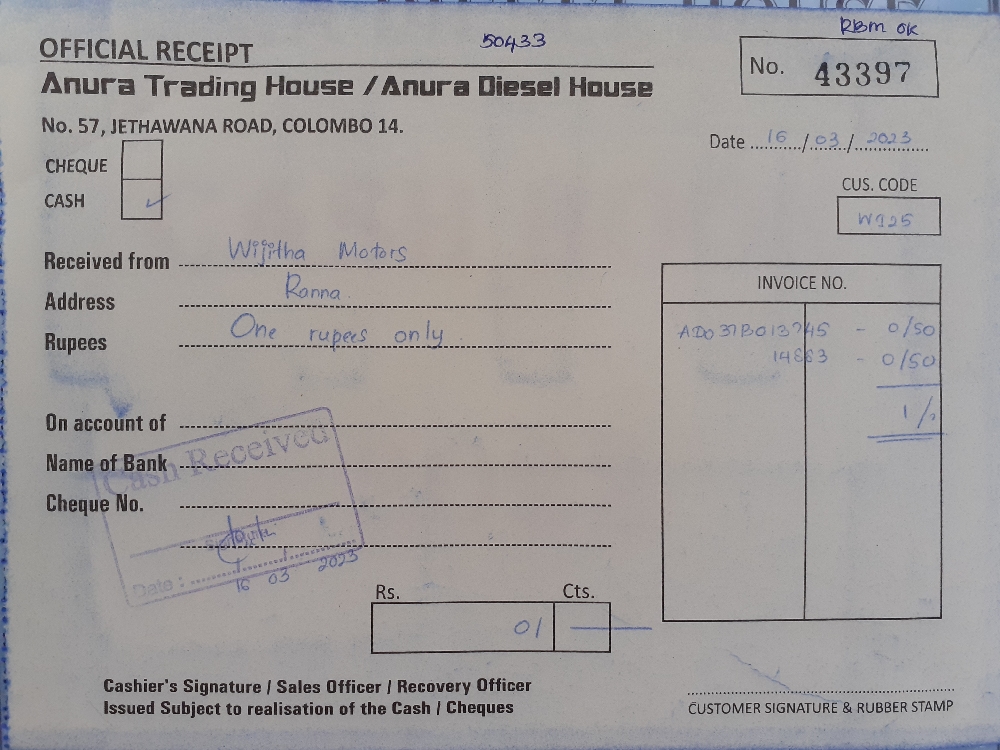 RBM OK
50433
OFFICIAL RECEIPT
No. 43397
Anura Trading House / Anura Diesel House
No. 57, JETHAWANA ROAD, COLOMBO 14.
Date 16/03/2023
CHEQUE
CASH ✓
CUS. CODE
W925
Received from Wijitha Motors
Address Ranna
Rupees One rupees only
INVOICE NO.
AD037B013745 - 0/50
14863 - 0/50
1/-
On account of
Name of Bank
Cheque No.
Cash Received
Date : 16 03 2023
Rs. Cts.
01 —
Cashier's Signature / Sales Officer / Recovery Officer
Issued Subject to realisation of the Cash / Cheques
CUSTOMER SIGNATURE & RUBBER STAMP